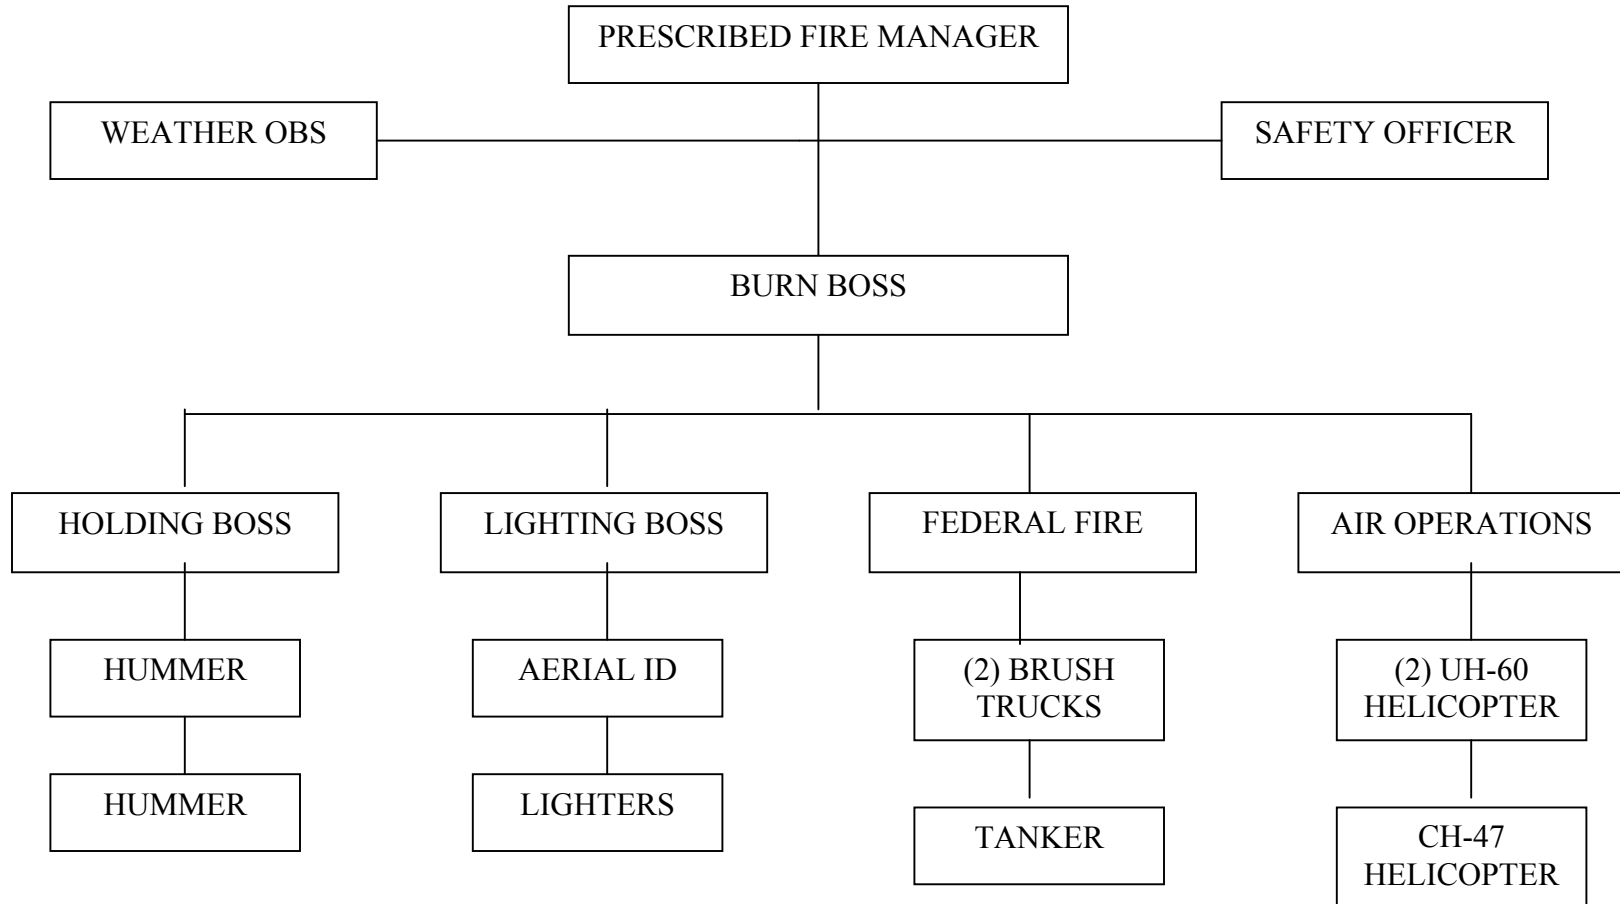 PRESCRIBED FIRE MANAGER
WEATHER OBS
SAFETY OFFICER
BURN BOSS
HOLDING BOSS
LIGHTING BOSS
FEDERAL FIRE
AIR OPERATIONS
HUMMER
AERIAL ID
(2) BRUSH
TRUCKS
(2) UH-60
HELICOPTER
HUMMER
LIGHTERS
TANKER
CH-47
HELICOPTER